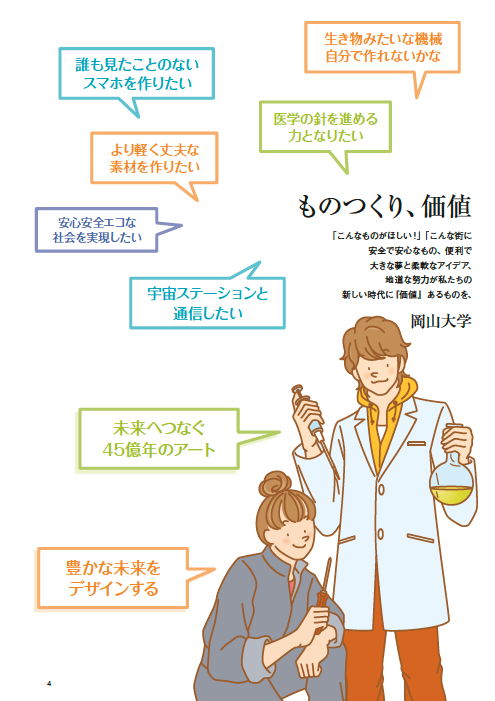 生き物みたいな機械
自分で作れないかな
誰も見たことのない
スマホを作りたい
医学の針を進める
力となりたい
より軽く丈夫な
素材を作りたい
安心安全エコな
社会を実現したい
宇宙ステーションと
通信したい
ものつくり、価値
「こんなものがほしい！」「こんな街に
安全で安心なもの、便利で
大きな夢と柔軟なアイデア、
地道な努力が私たちの
新しい時代に『価値』あるものを、
岡山大学
未来へつなぐ
45億年のアート
豊かな未来を
デザインする
4